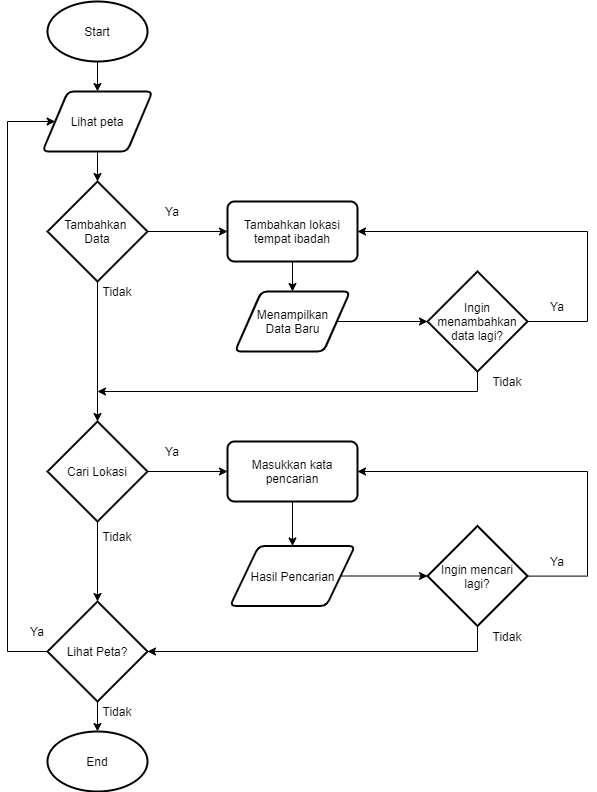 Start
Lihat peta
Tambahkan
Data
Ya
Tambahkan lokasi
tempat ibadah
Tidak
Menampilkan
Data Baru
Ingin
menambahkan
data lagi?
Ya
Tidak
Cari Lokasi
Ya
Masukkan kata
pencarian
Tidak
Hasil Pencarian
Ingin mencari
lagi?
Ya
Tidak
Ya
Lihat Peta?
Tidak
End